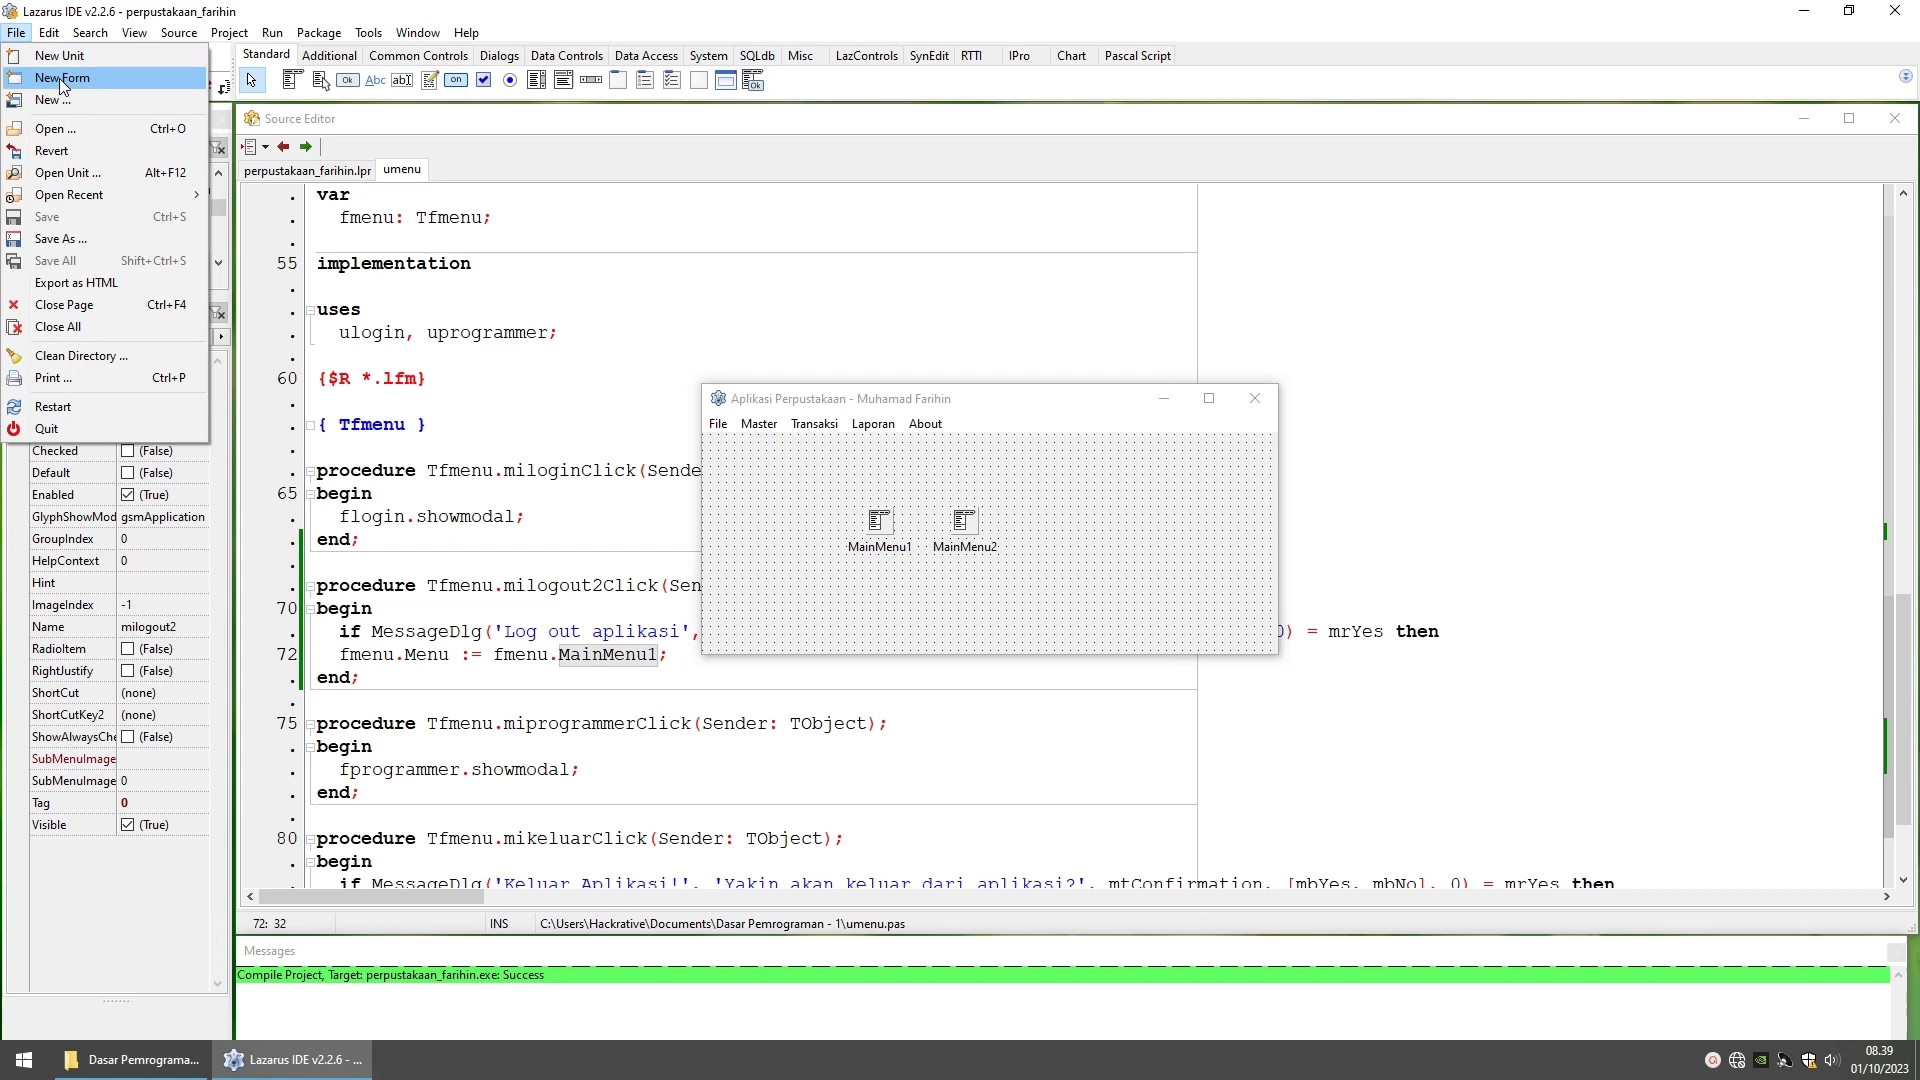 Lazarus IDE v2.2.6 - perpustakaan_farihin
File Edit Search View Source Project Run Package Tools Window Help
New Unit
New Form
New ...
Open ... Ctrl+O
Revert
Open Unit ... Alt+F12
Open Recent
Save Ctrl+S
Save As ...
Save All Shift+Ctrl+S
Export as HTML
Close Page Ctrl+F4
Close All
Clean Directory ...
Print ... Ctrl+P
Restart
Quit
Standard Additional Common Controls Dialogs Data Controls Data Access System SQLdb Misc LazControls SynEdit RTTI IPro Chart Pascal Script
Ok Abc ab on Ok
Source Editor
perpustakaan_farihin.lpr umenu
var
fmenu: Tfmenu;
55 implementation
uses
ulogin, uprogrammer;
60 {$R *.lfm}
{ Tfmenu }
procedure Tfmenu.miloginClick(Sende
65 begin
flogin.showmodal;
end;
procedure Tfmenu.milogout2Click(Sen
70 begin
if MessageDlg('Log out aplikasi', 0) = mrYes then
72 fmenu.Menu := fmenu.MainMenu1;
end;
75 procedure Tfmenu.miprogrammerClick(Sender: TObject);
begin
fprogrammer.showmodal;
end;
80 procedure Tfmenu.mikeluarClick(Sender: TObject);
begin
if MessageDlg('Keluar Aplikasi!', 'Yakin akan keluar dari aplikasi?', mtConfirmation, [mbYes, mbNo], 0) = mrYes then
Aplikasi Perpustakaan - Muhamad Farihin
File Master Transaksi Laporan About
MainMenu1 MainMenu2
Checked (False)
Default (False)
Enabled (True)
GlyphShowMod gsmApplication
GroupIndex 0
HelpContext 0
Hint
ImageIndex -1
Name milogout2
RadioItem (False)
RightJustify (False)
ShortCut (none)
ShortCutKey2 (none)
ShowAlwaysChe (False)
SubMenuImage
SubMenuImage 0
Tag 0
Visible (True)
72: 32 INS C:\Users\Hackrative\Documents\Dasar Pemrograman - 1\umenu.pas
Messages
Compile Project, Target: perpustakaan_farihin.exe: Success
Dasar Pemrograma... Lazarus IDE v2.2.6 - ...
08.39
01/10/2023